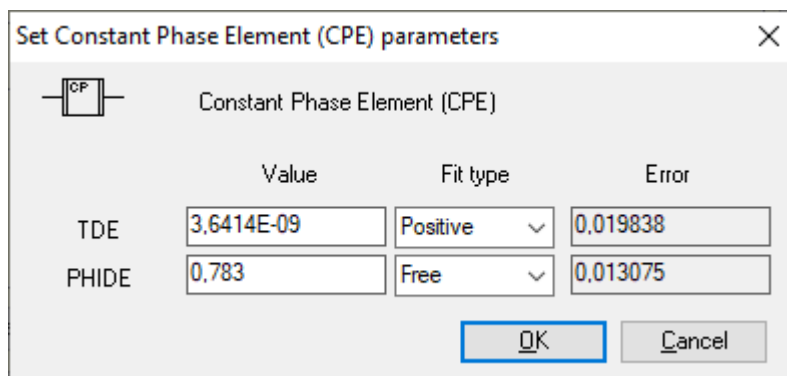 Set Constant Phase Element (CPE) parameters
CP
Constant Phase Element (CPE)
Value Fit type Error
TDE 3,6414E-09 Positive 0,019838
PHIDE 0,783 Free 0,013075
OK Cancel